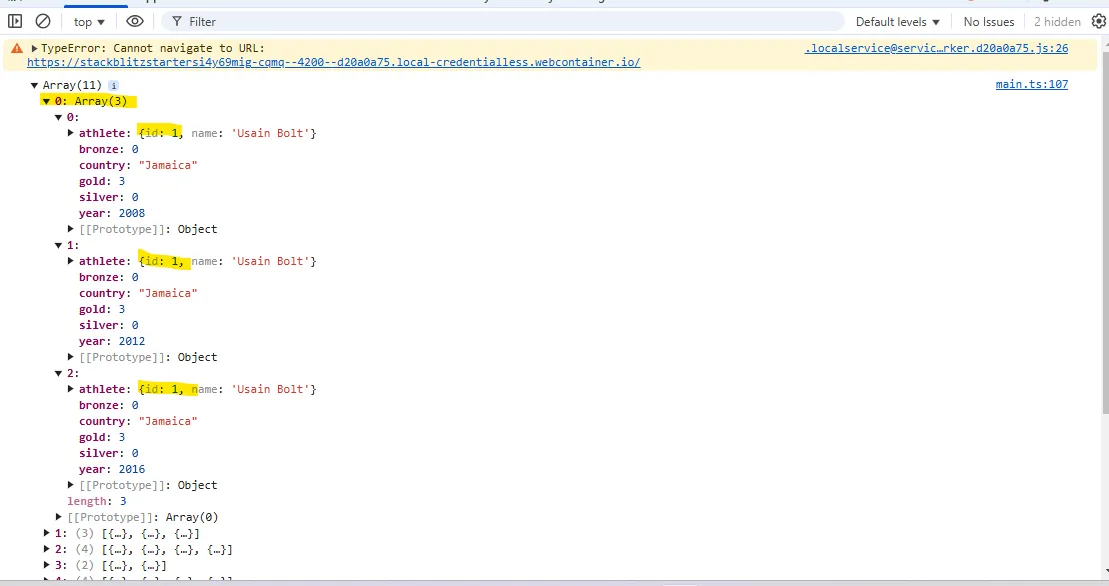 top ▼ Filter Default levels ▼ No Issues 2 hidden
▶TypeError: Cannot navigate to URL: .localservice@servic…rker.d20a0a75.js:26
https://stackblitzstartersi4y69mig-cqmq--4200--d20a0a75.local-credentialless.webcontainer.io/
▼ Array(11) i main.ts:107
▼ 0: Array(3)
▼ 0:
▶ athlete: {id: 1, name: 'Usain Bolt'}
bronze: 0
country: "Jamaica"
gold: 3
silver: 0
year: 2008
▶ [[Prototype]]: Object
▼ 1:
▶ athlete: {id: 1, name: 'Usain Bolt'}
bronze: 0
country: "Jamaica"
gold: 3
silver: 0
year: 2012
▶ [[Prototype]]: Object
▼ 2:
▶ athlete: {id: 1, name: 'Usain Bolt'}
bronze: 0
country: "Jamaica"
gold: 3
silver: 0
year: 2016
▶ [[Prototype]]: Object
length: 3
▶ [[Prototype]]: Array(0)
▶ 1: (3) [{…}, {…}, {…}]
▶ 2: (4) [{…}, {…}, {…}, {…}]
▶ 3: (2) [{…}, {…}]